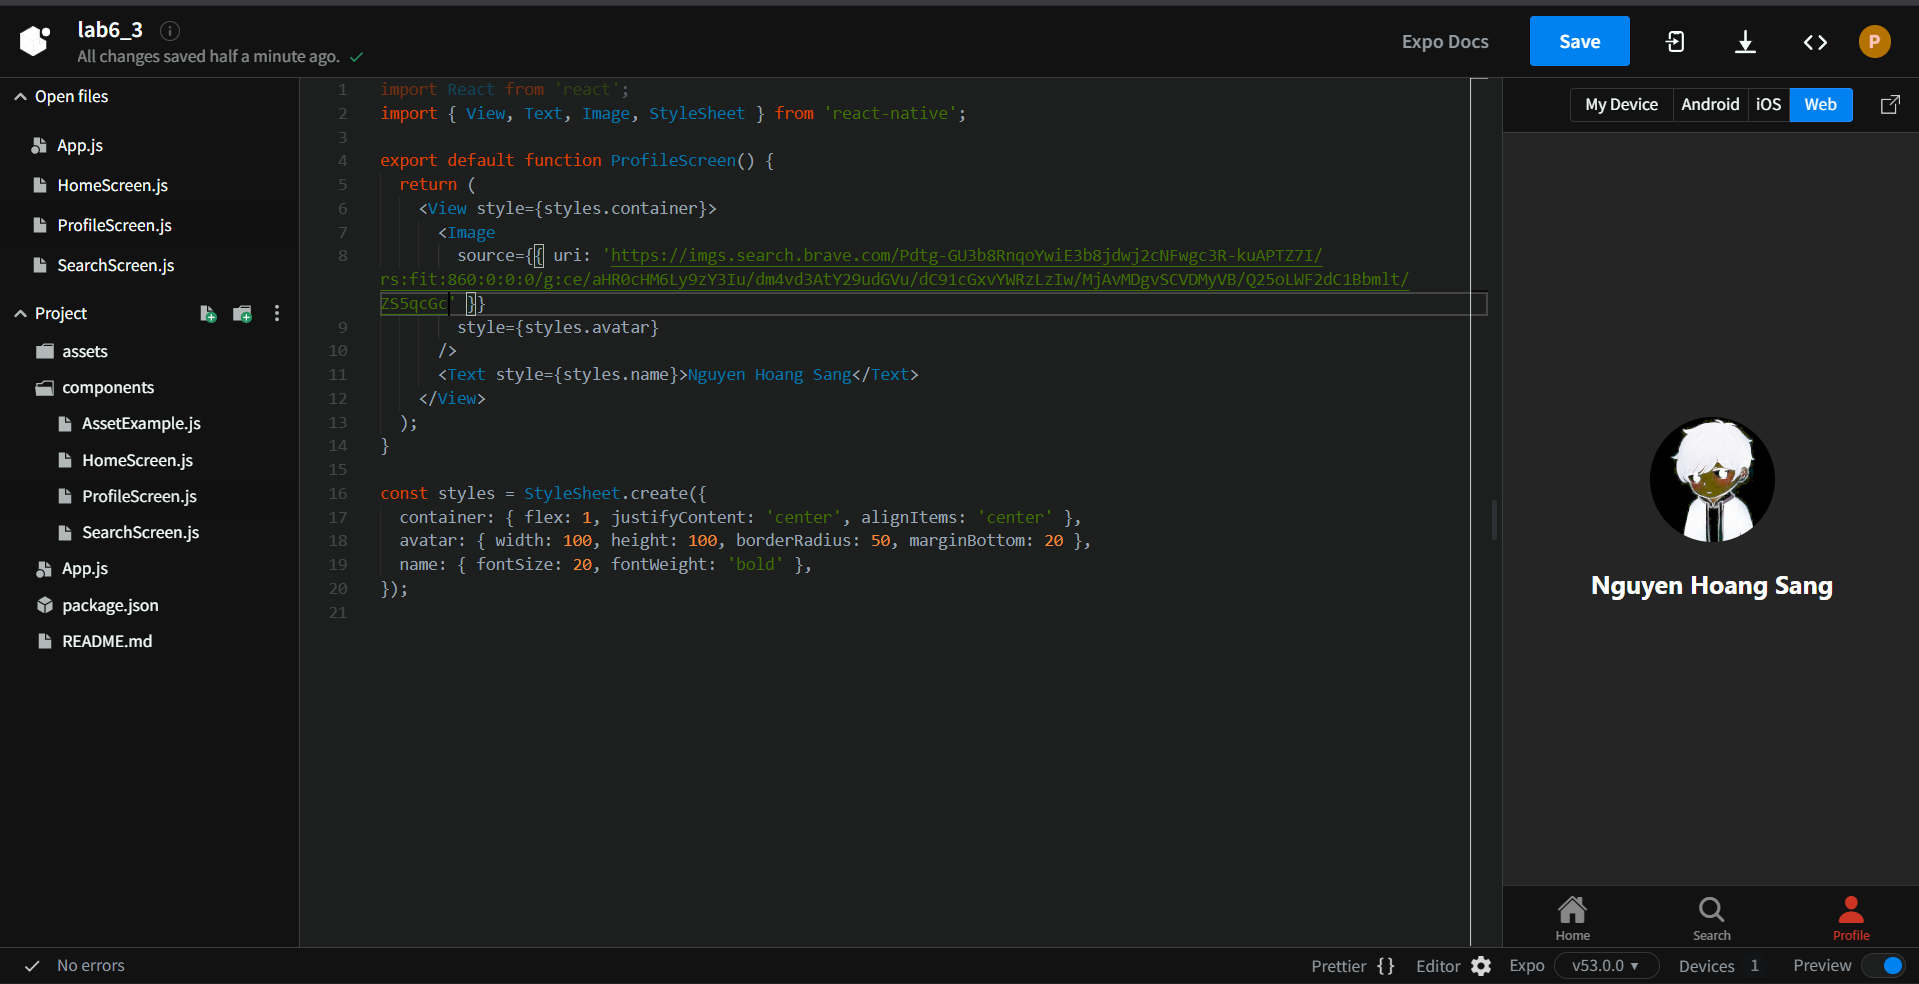 lab6_3
All changes saved half a minute ago.
Expo Docs
Save
P
Open files
App.js
HomeScreen.js
ProfileScreen.js
SearchScreen.js
Project
assets
components
AssetExample.js
HomeScreen.js
ProfileScreen.js
SearchScreen.js
App.js
package.json
README.md
1 import React from 'react';
2 import { View, Text, Image, StyleSheet } from 'react-native';
3
4 export default function ProfileScreen() {
5 return (
6 <View style={styles.container}>
7 <Image
8 source={{ uri: 'https://imgs.search.brave.com/Pdtg-GU3b8RnqoYwiE3b8jdwj2cNFwgc3R-kuAPTZ7I/
rs:fit:860:0:0:0/g:ce/aHR0cHM6Ly9zY3Iu/dm4vd3AtY29udGVu/dC91cGxvYWRzLzIw/MjAvMDgvSCVDMyVB/Q25oLWF2dC1Bbmlt/
ZS5qcGc' }}
9 style={styles.avatar}
10 />
11 <Text style={styles.name}>Nguyen Hoang Sang</Text>
12 </View>
13 );
14 }
15
16 const styles = StyleSheet.create({
17 container: { flex: 1, justifyContent: 'center', alignItems: 'center' },
18 avatar: { width: 100, height: 100, borderRadius: 50, marginBottom: 20 },
19 name: { fontSize: 20, fontWeight: 'bold' },
20 });
21
My Device Android iOS Web
Nguyen Hoang Sang
Home Search Profile
No errors
Prettier {} Editor Expo v53.0.0 Devices 1 Preview